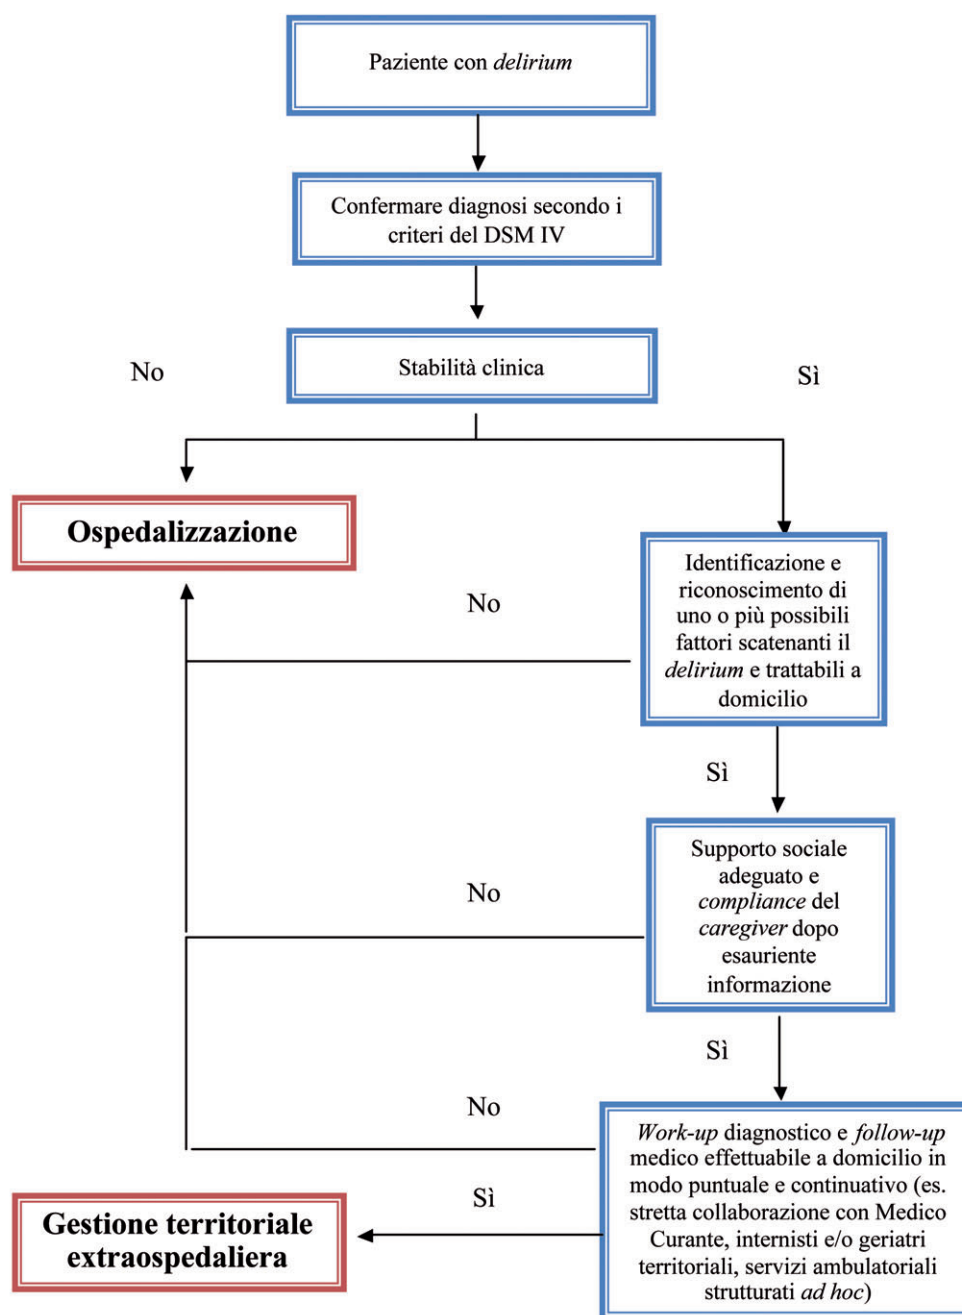 Paziente con delirium
Confermare diagnosi secondo i
criteri del DSM IV
No
Stabilità clinica
Sì
Ospedalizzazione
Identificazione e
riconoscimento di
uno o più possibili
fattori scatenanti il
delirium e trattabili a
domicilio
No
Sì
Supporto sociale
adeguato e
compliance del
caregiver dopo
esauriente
informazione
No
Sì
No
Work-up diagnostico e follow-up
medico effettuabile a domicilio in
modo puntuale e continuativo (es.
stretta collaborazione con Medico
Curante, internisti e/o geriatri
territoriali, servizi ambulatoriali
strutturati ad hoc)
Sì
Gestione territoriale
extraospedaliera